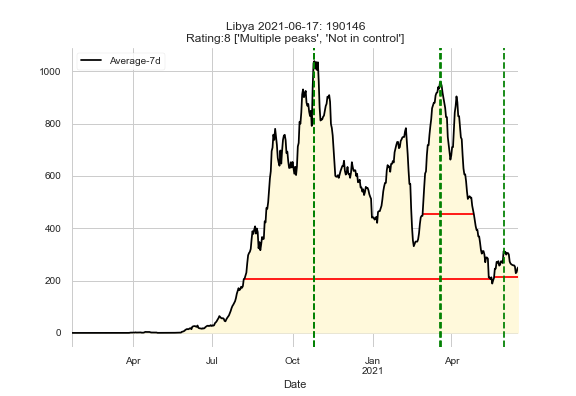 Libya 2021-06-17: 190146
Rating:8 ['Multiple peaks', 'Not in control']
Average-7d
1000
800
600
400
200
0
Apr Jul Oct Jan Apr
2021
Date